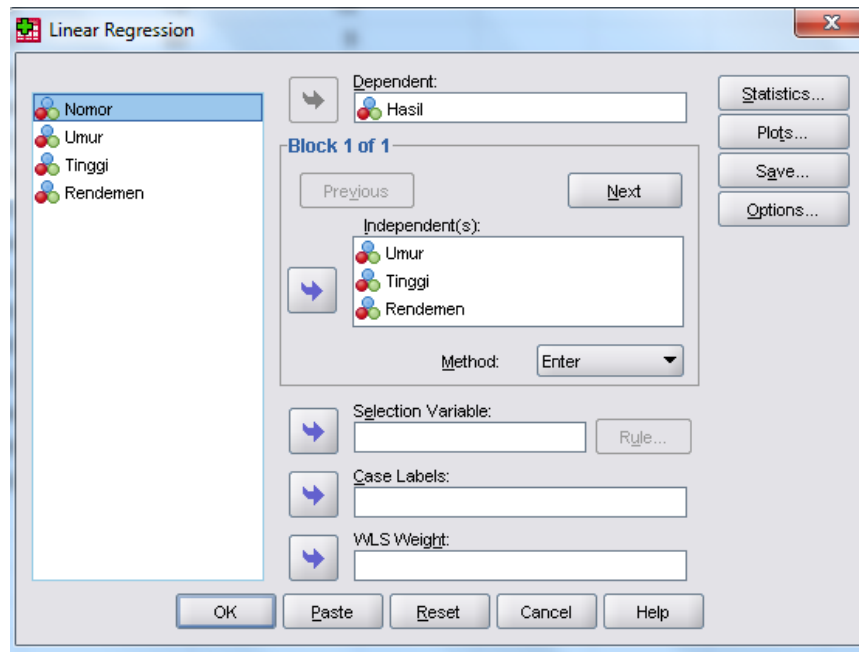 Linear Regression
Nomor
Umur
Tinggi
Rendemen
Dependent:
Hasil
Block 1 of 1
Previous
Next
Independent(s):
Umur
Tinggi
Rendemen
Method:
Enter
Selection Variable:
Rule...
Case Labels:
WLS Weight:
Statistics...
Plots...
Save...
Options...
OK
Paste
Reset
Cancel
Help